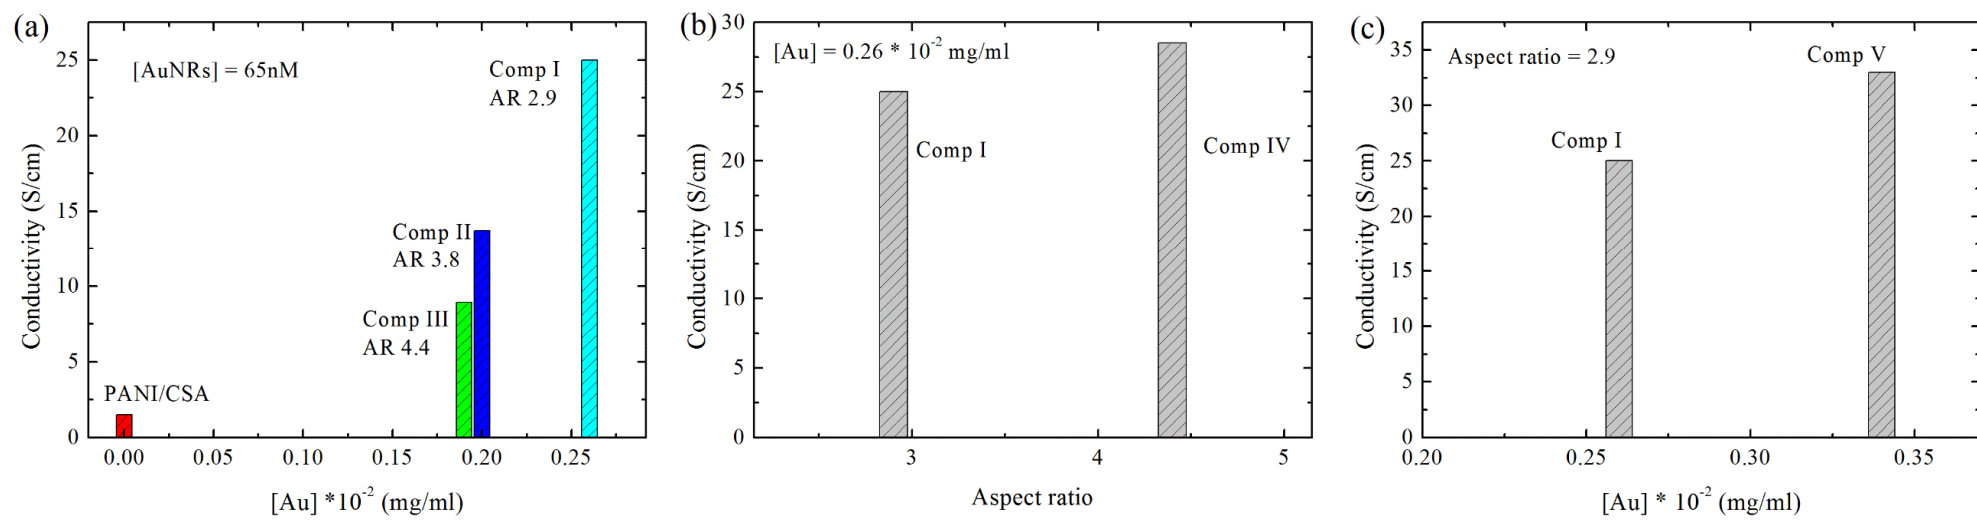 (a)
[AuNRs] = 65nM
Comp I
AR 2.9
Comp II
AR 3.8
Comp III
AR 4.4
PANI/CSA
Conductivity (S/cm)
25
20
15
10
5
0
0.00 0.05 0.10 0.15 0.20 0.25
[Au] *10⁻² (mg/ml)
(b)
[Au] = 0.26 * 10⁻² mg/ml
Comp I
Comp IV
Conductivity (S/cm)
30
25
20
15
10
5
0
3 4 5
Aspect ratio
(c)
Aspect ratio = 2.9
Comp V
Comp I
Conductivity (S/cm)
35
30
25
20
15
10
5
0
0.20 0.25 0.30 0.35
[Au] * 10⁻² (mg/ml)